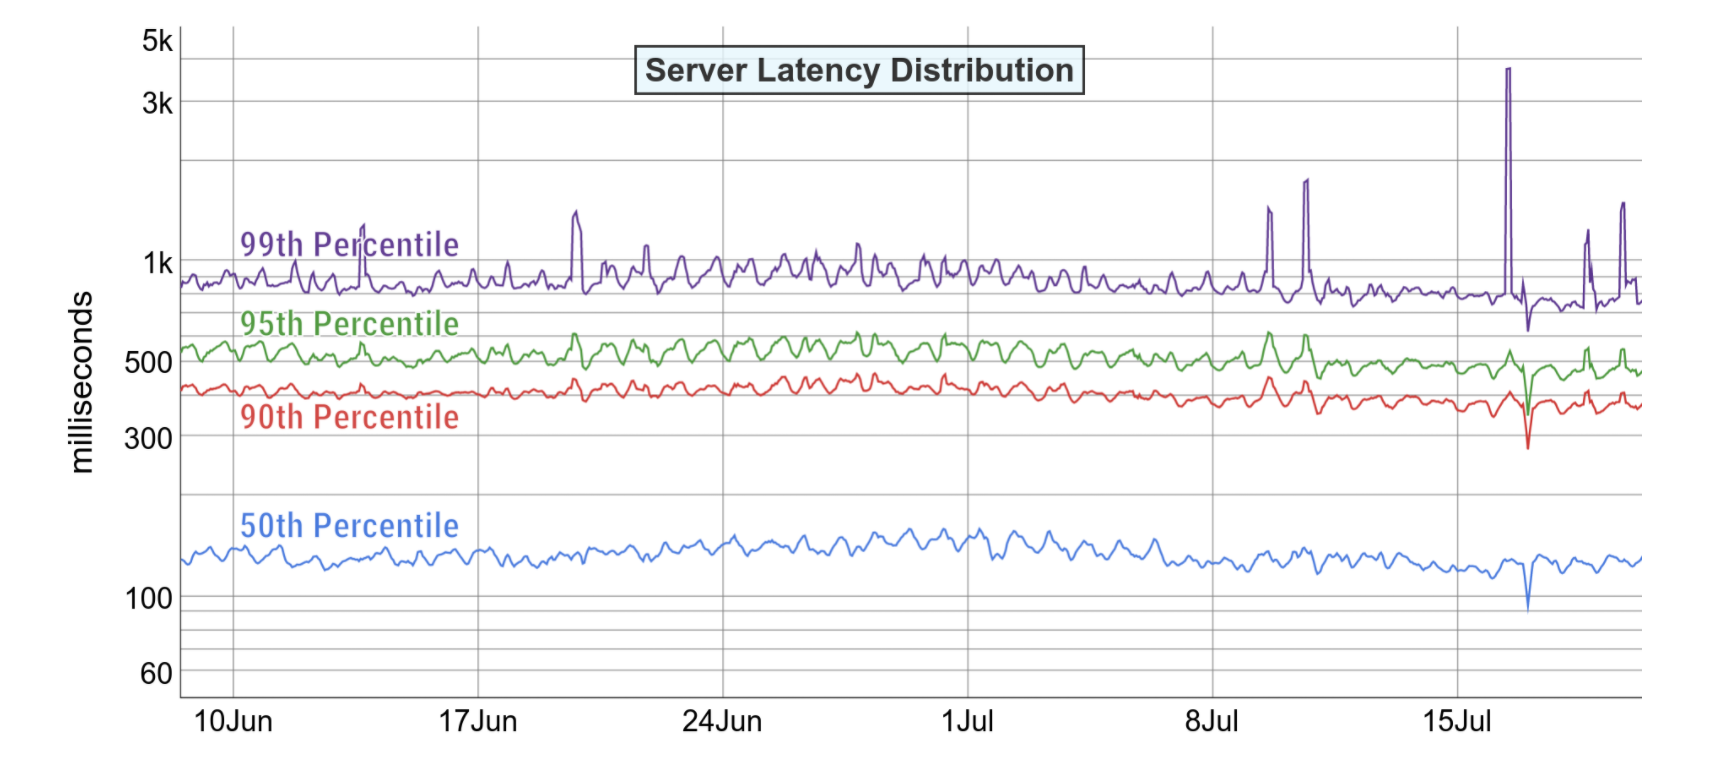 Server Latency Distribution
5k
3k
1k
500
300
100
60
milliseconds
99th Percentile
95th Percentile
90th Percentile
50th Percentile
10Jun
17Jun
24Jun
1Jul
8Jul
15Jul